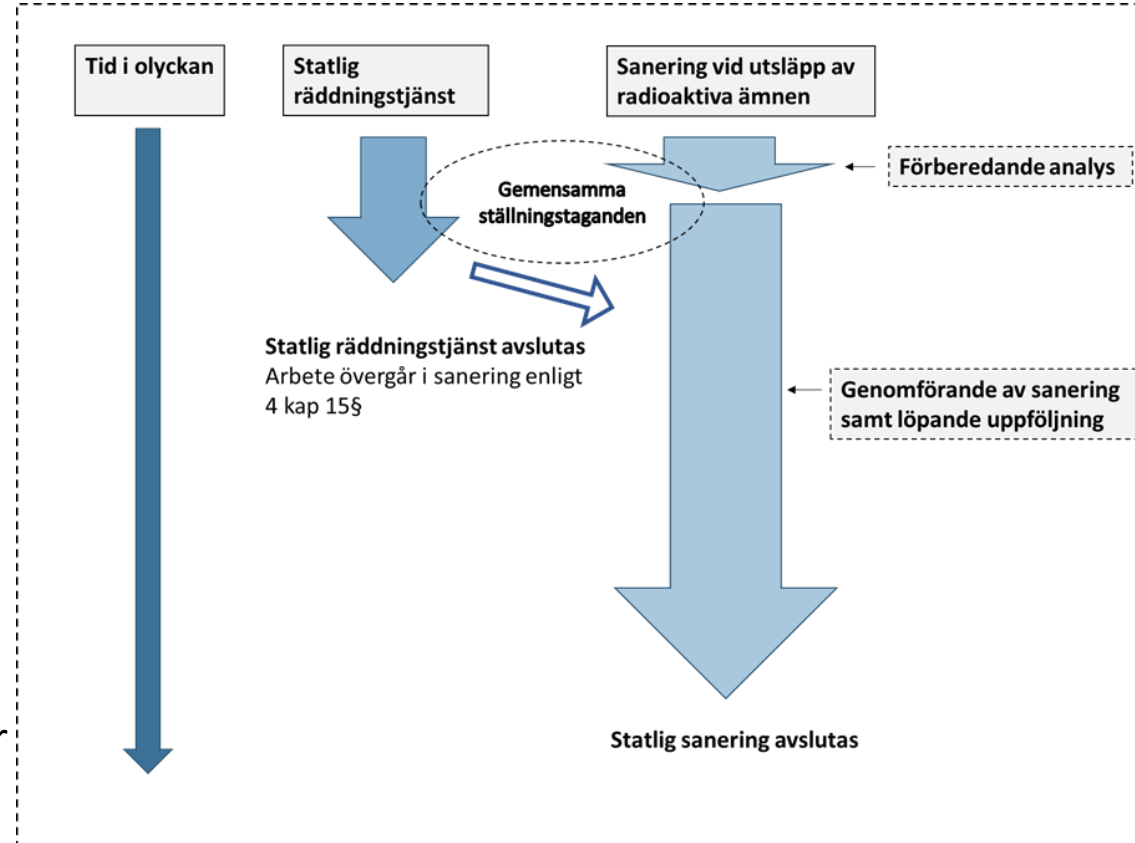 Tid i olyckan
Statlig
räddningstjänst
Sanering vid utsläpp av
radioaktiva ämnen
Förberedande analys
Gemensamma
ställningstaganden
Statlig räddningstjänst avslutas
Arbete övergår i sanering enligt
4 kap 15§
Genomförande av sanering
samt löpande uppföljning
Statlig sanering avslutas